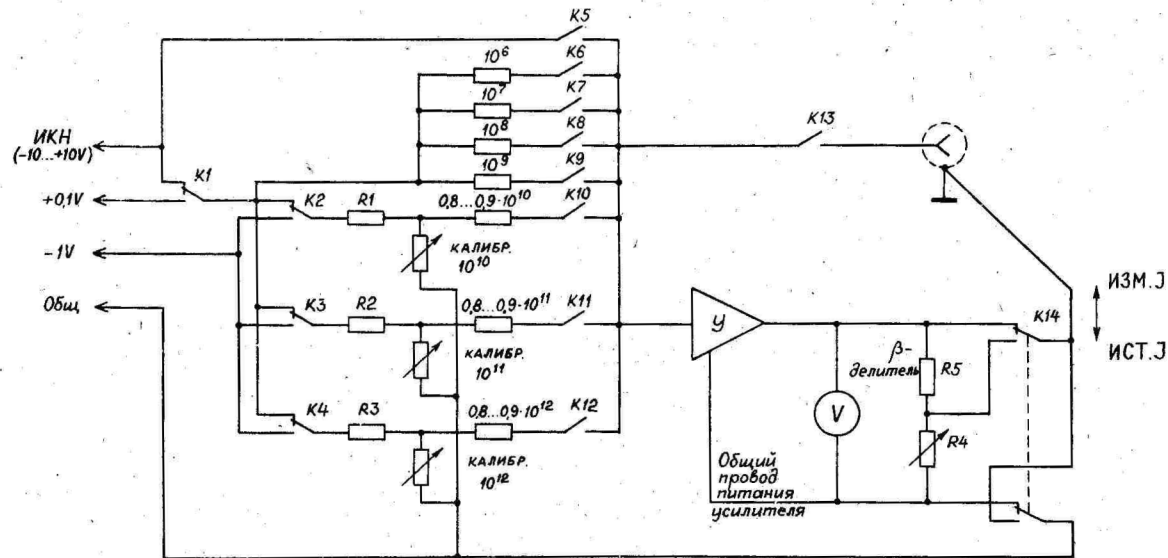 K5
10⁶
K6
10⁷
K7
10⁸
K8
K13
ИКН
(-10...+10V)
10⁹
K9
K1
+0,1V
K2
R1
0,8...0,9·10¹⁰
K10
-1V
КАЛИБР.
10¹⁰
Общ
K3
R2
0,8...0,9·10¹¹
K11
ИЗМ.J
У
K14
КАЛИБР.
10¹¹
β-
делитель
R5
ИСТ.J
K4
R3
0,8...0,9·10¹²
K12
V
R4
КАЛИБР.
10¹²
Общий
провод
питания
усилителя